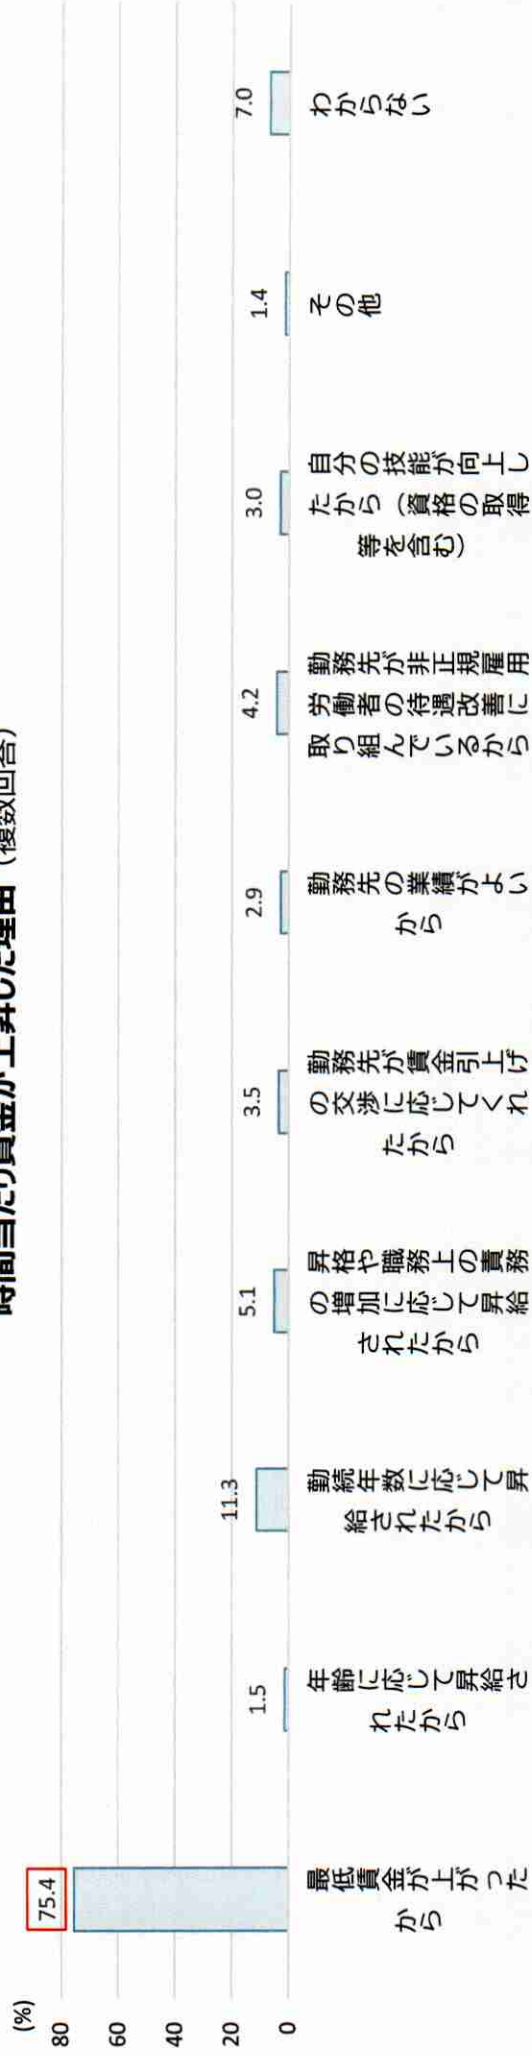 時間当たり賃金が上昇した理由（複数回答）
(%)
80
60
40
20
0
75.4
1.5
11.3
5.1
3.5
2.9
4.2
3.0
1.4
7.0
最低賃金が上がった
から
年齢に応じて昇給さ
れたから
勤続年数に応じて昇
給されたから
昇格や職務上の責務
の増加に応じて昇給
されたから
勤務先が賃金引上げ
の交渉に応じてくれ
たから
勤務先の業績がよい
から
勤務先が非正規雇用
労働者の待遇改善に
取り組んでいるから
自分の技能が向上し
たから（資格の取得
等を含む）
その他
わからない